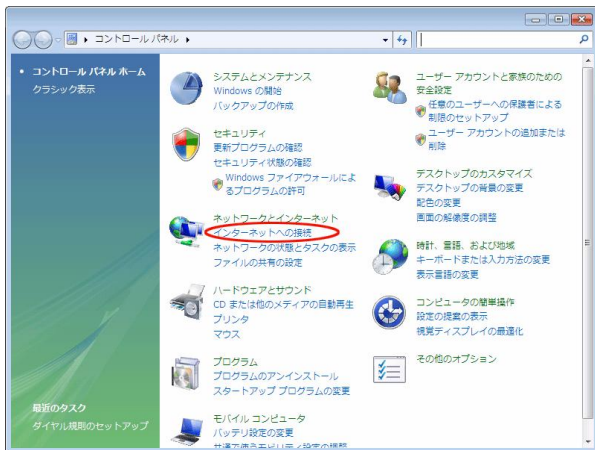 コントロール パネル
コントロール パネル ホーム
クラシック表示
システムとメンテナンス
Windows の開始
バックアップの作成
セキュリティ
更新プログラムの確認
セキュリティ状態の確認
Windows ファイアウォールによ
るプログラムの許可
ネットワークとインターネット
インターネットへの接続
ネットワークの状態とタスクの表示
ファイルの共有の設定
ハードウェアとサウンド
CD または他のメディアの自動再生
プリンタ
マウス
プログラム
プログラムのアンインストール
スタートアップ プログラムの変更
モバイル コンピュータ
バッテリ設定の変更
共通で使うモビリティ設定の調整
ユーザー アカウントと家族のための
安全設定
任意のユーザーへの保護者による
制限のセットアップ
ユーザー アカウントの追加または
削除
デスクトップのカスタマイズ
デスクトップの背景の変更
配色の変更
画面の解像度の調整
時計、言語、および地域
キーボードまたは入力方法の変更
表示言語の変更
コンピュータの簡単操作
設定の提案の表示
視覚ディスプレイの最適化
その他のオプション
最近のタスク
ダイヤル規則のセットアップ